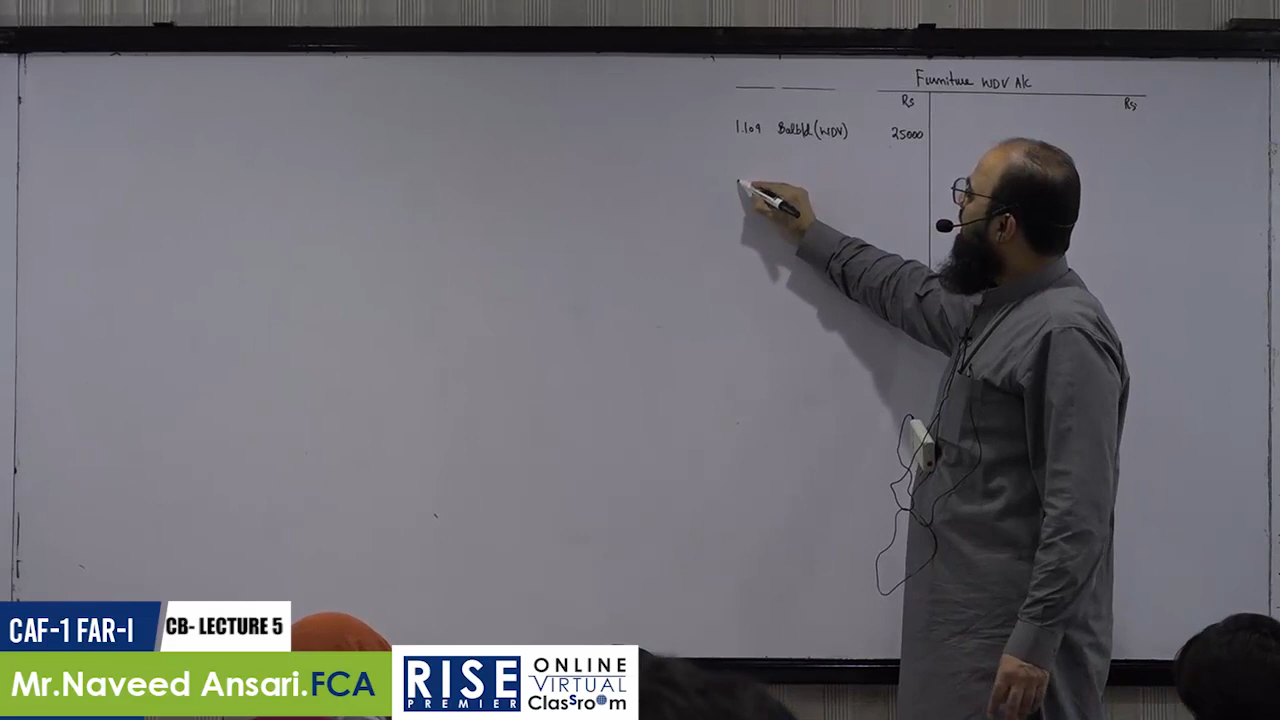 Furniture WDV A/c
Rs Rs
1.1.09 Bal b/d (WDV) 25000
CAF-1 FAR-I
CB- LECTURE 5
Mr.Naveed Ansari.FCA
RISE
PREMIER
ONLINE
VIRTUAL
Classroom